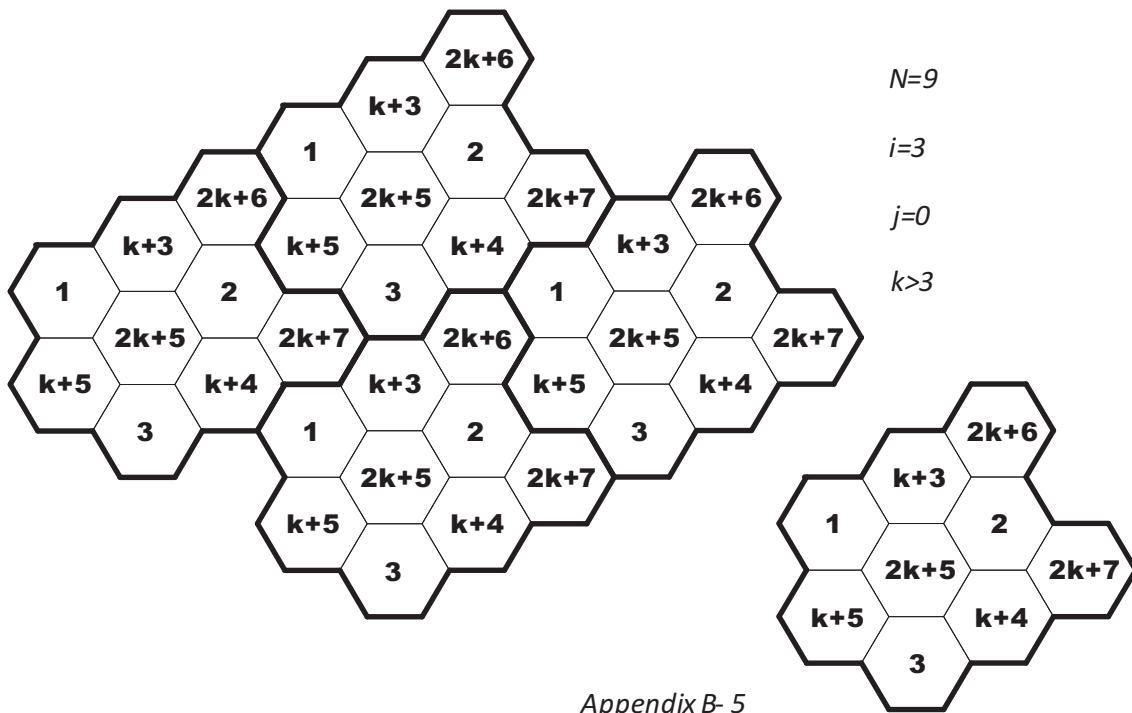 2k+6
N=9
k+3
1 2
i=3
2k+6 2k+5 2k+7 2k+6
j=0
k+3 k+5 k+4 k+3
1 2 3 1 2
k>3
2k+5 2k+7 2k+6 2k+5 2k+7
k+5 k+4 k+3 k+5 k+4
3 1 2 3
2k+6
2k+5 2k+7
k+3
k+5 k+4
1 2
3
2k+5 2k+7
k+5 k+4
3
Appendix B- 5